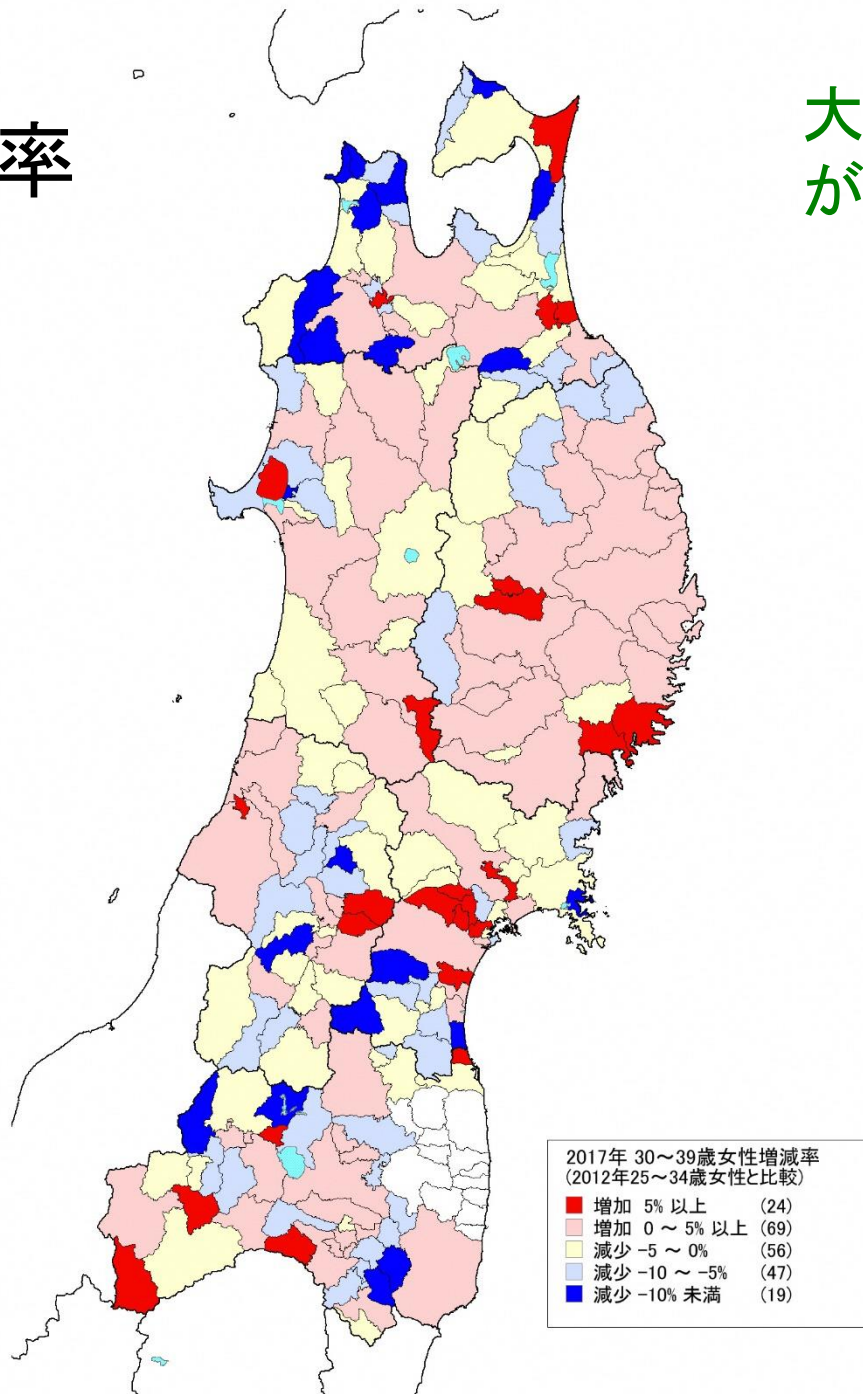 率
大
が
2017年 30～39歳女性増減率
(2012年25～34歳女性と比較)
増加 5% 以上 (24)
増加 0 ～ 5% 以上 (69)
減少 -5 ～ 0% (56)
減少 -10 ～ -5% (47)
減少 -10% 未満 (19)